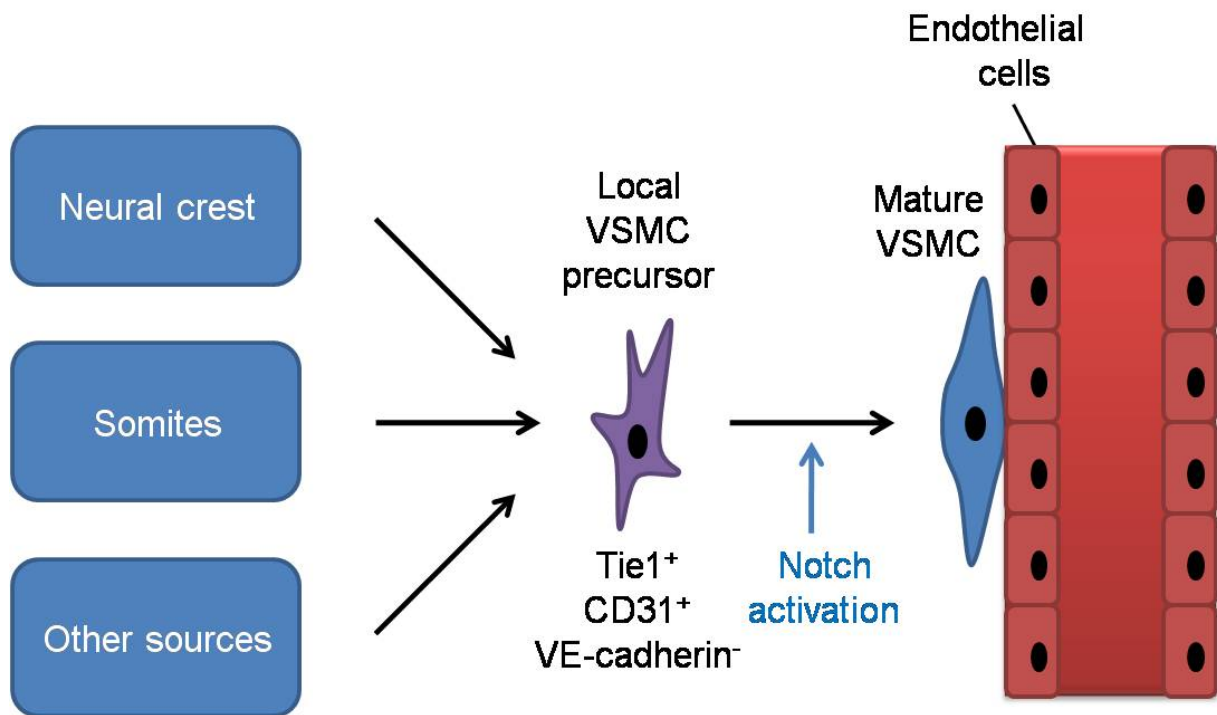 Neural crest
Somites
Other sources
Local
VSMC
precursor
Tie1⁺
CD31⁺
VE-cadherin⁻
Notch
activation
Mature
VSMC
Endothelial
cells